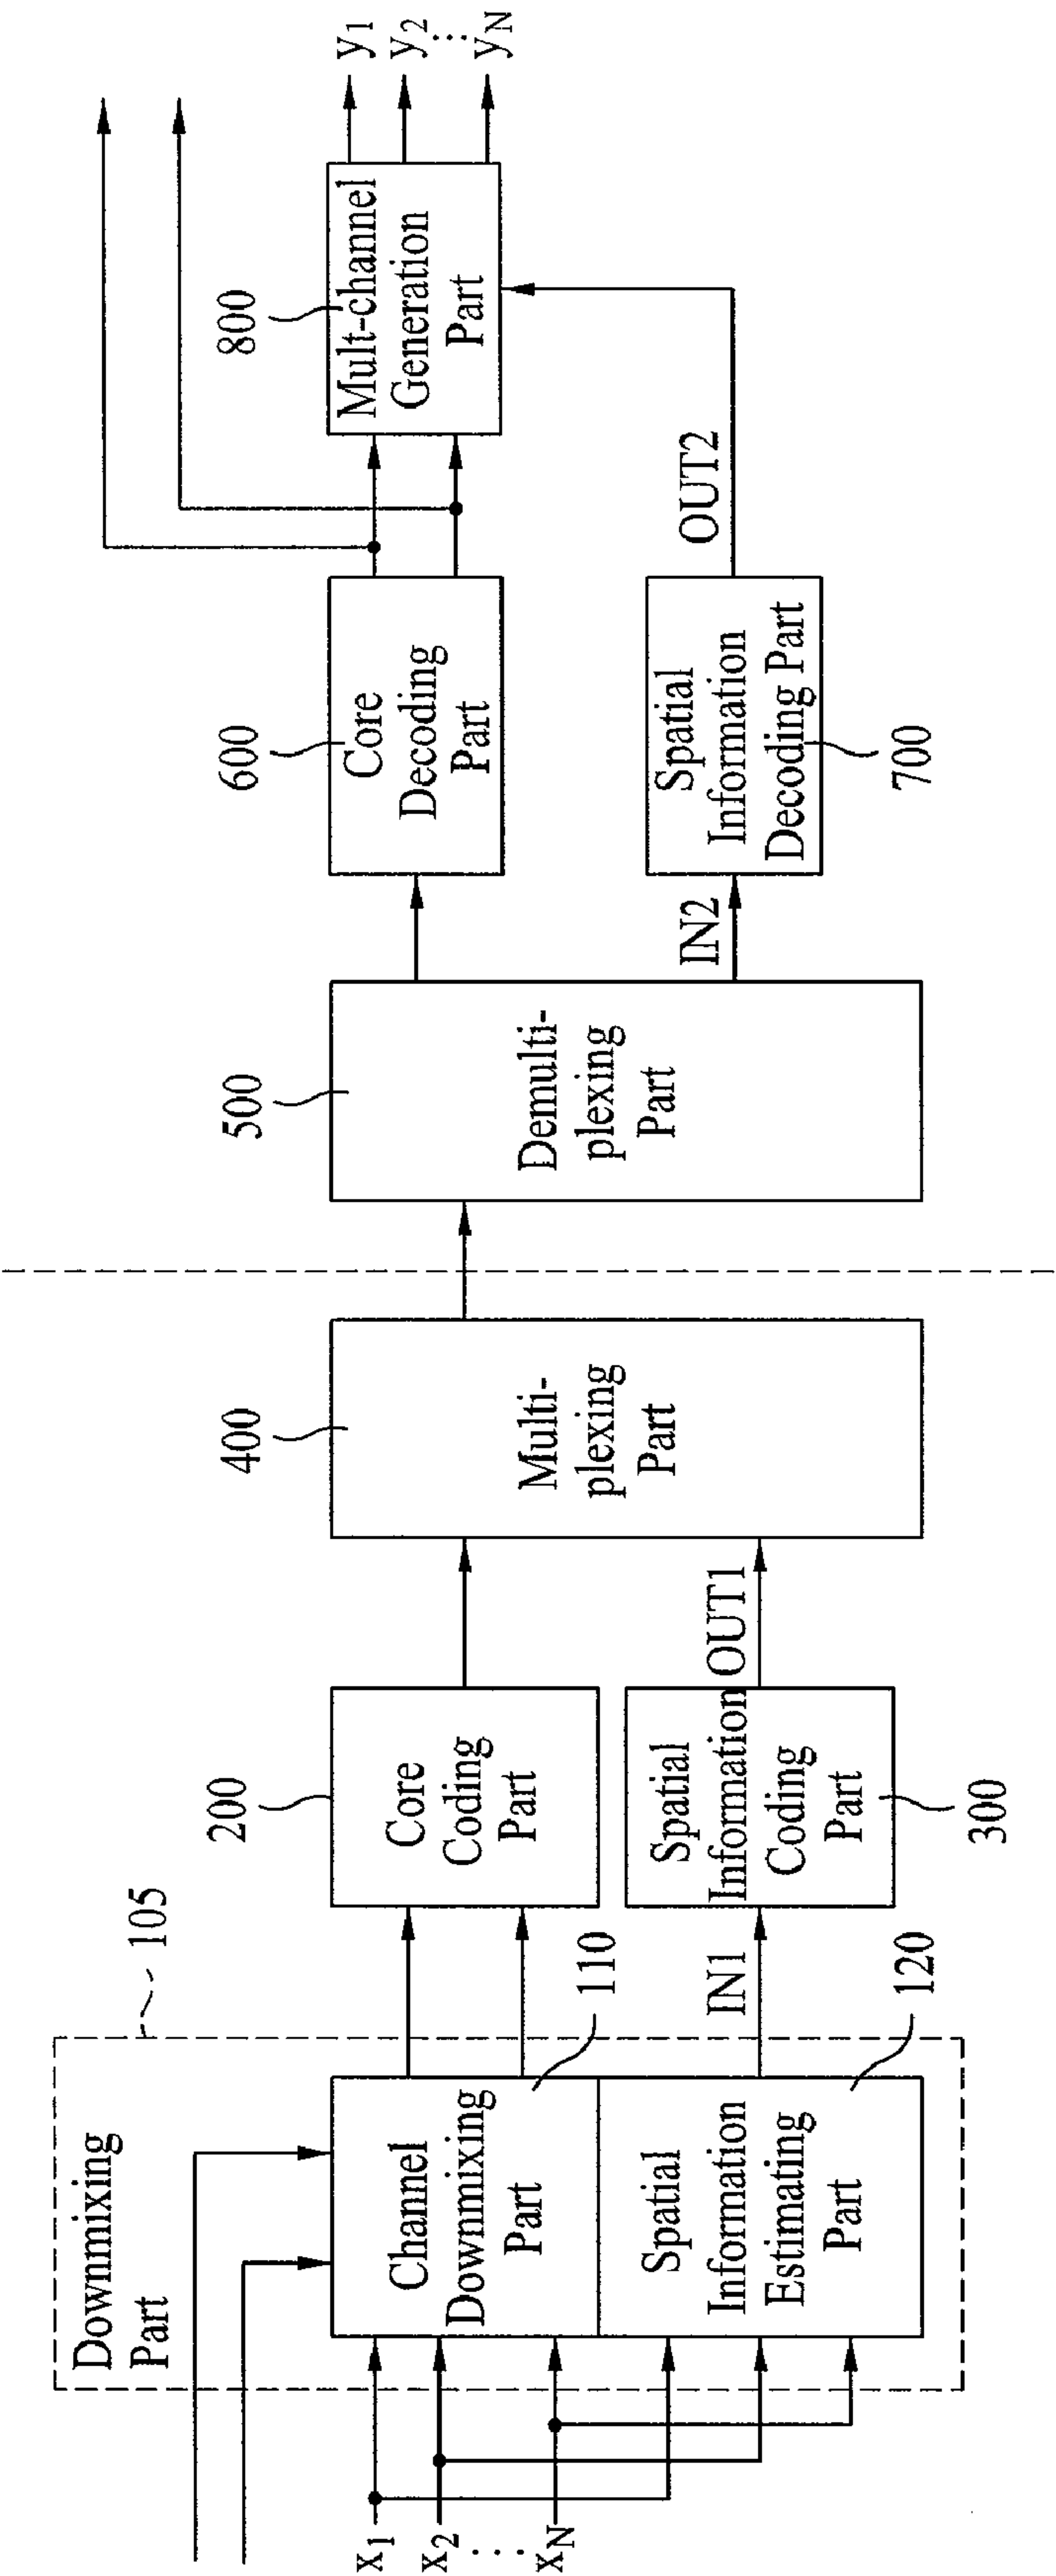 Downmixing
Part
105
x1
x2
⋮
xN
Channel
Downmixing
Part
110
Spatial
Information
Estimating
Part
120
IN1
200
Core
Coding
Part
Spatial
Information
Coding
Part
300
OUT1
400
Multi-
plexing
Part
500
Demulti-
plexing
Part
IN2
600
Core
Decoding
Part
Spatial
Information
Decoding Part
700
OUT2
800
Mult-channel
Generation
Part
y1
y2
⋮
yN